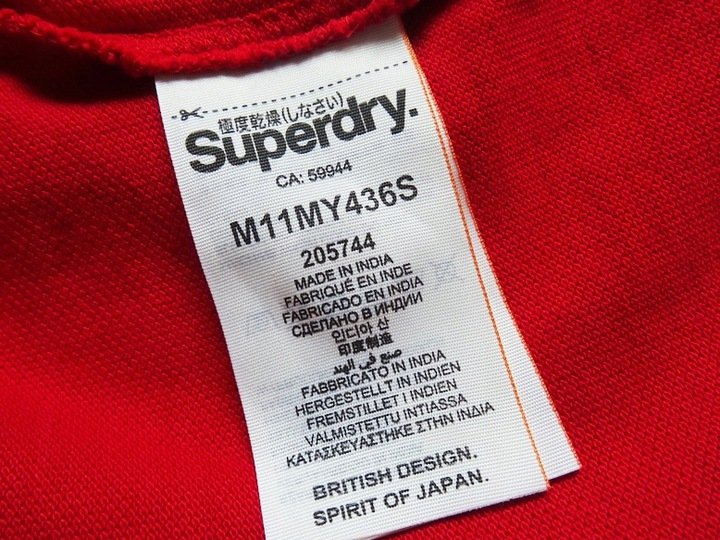 極度乾燥(しなさい)
Superdry.
CA: 59944
M11MY436S
205744
MADE IN INDIA
FABRIQUÉ EN INDE
FABRICADO EN INDIA
СДЕЛАНО В ИНДИИ
인디아 산
印度制造
صنع في الهند
FABBRICATO IN INDIA
HERGESTELLT IN INDIEN
FREMSTILLET I INDIEN
VALMISTETTU INTIASSA
ΚΑΤΑΣΚΕΥΑΣΤΗΚΕ ΣΤΗΝ ΙΝΔΙΑ
BRITISH DESIGN.
SPIRIT OF JAPAN.